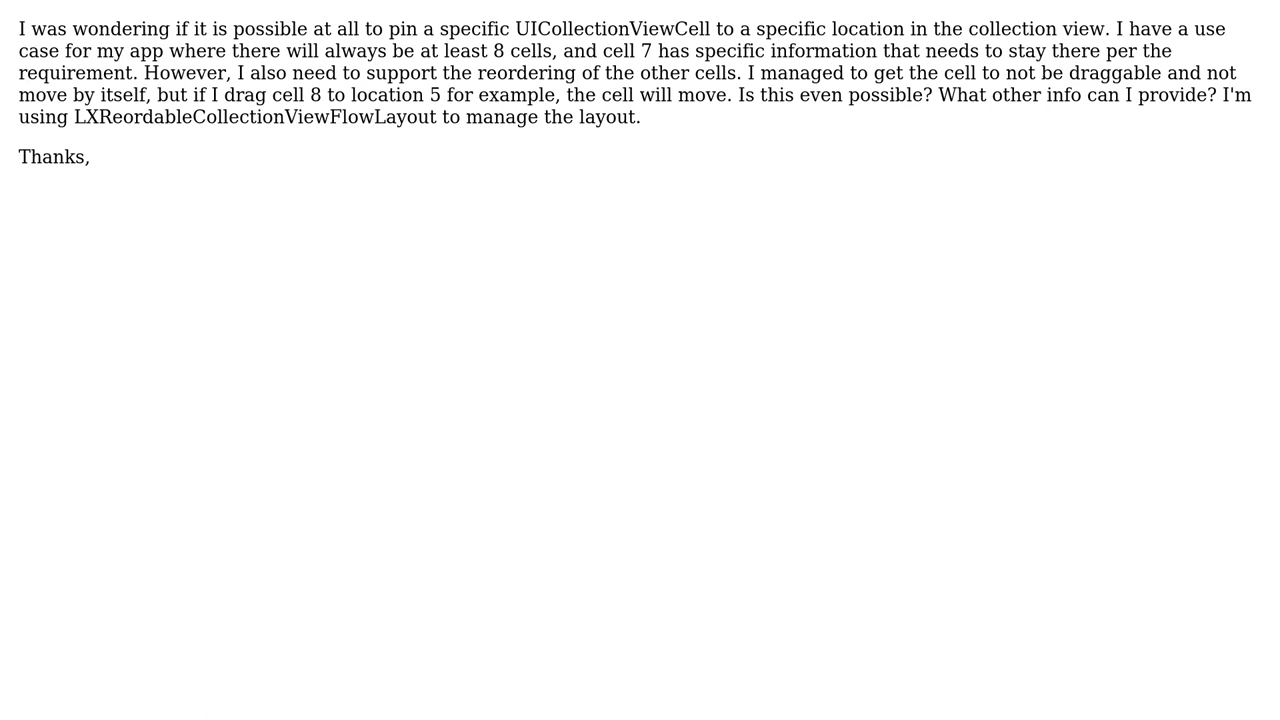 I was wondering if it is possible at all to pin a specific UICollectionViewCell to a specific location in the collection view. I have a use
case for my app where there will always be at least 8 cells, and cell 7 has specific information that needs to stay there per the
requirement. However, I also need to support the reordering of the other cells. I managed to get the cell to not be draggable and not
move by itself, but if I drag cell 8 to location 5 for example, the cell will move. Is this even possible? What other info can I provide? I'm
using LXReordableCollectionViewFlowLayout to manage the layout.
Thanks,